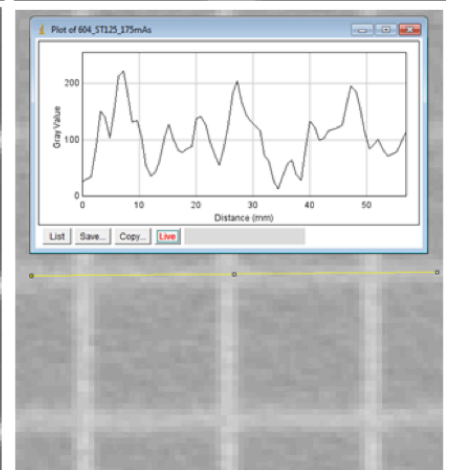 Plot of 604_ST125_175mAs
200
100
0
Gray Value
0 10 20 30 40 50
Distance (mm)
List Save... Copy... Live